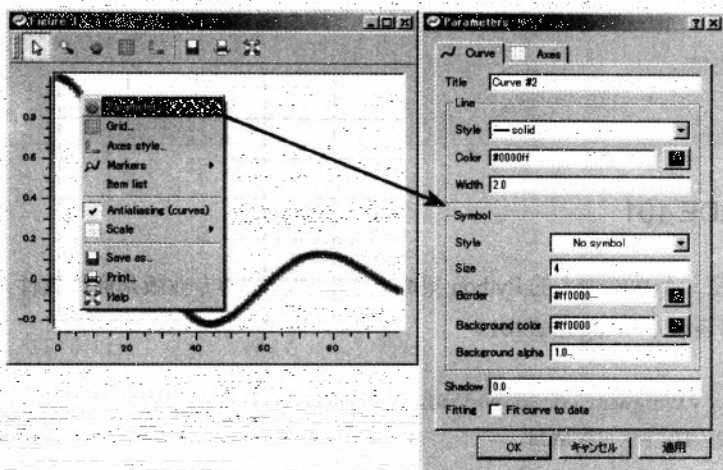 Figure 1
0.8
0.6
0.4
0.2
0
-0.2
0
20
40
60
80
Parameters...
Grid...
Axes style...
Markers
Item list
Antialiasing (curves)
Scale
Save as...
Print...
Help
Parameters
Curve
Axes
Title
Curve #2
Line
Style
solid
Color
#0000ff
Width
2.0
Symbol
Style
No symbol
Size
4
Border
#ff0000
Background color
#ff0000
Background alpha
1.0
Shadow
0.0
Fitting
Fit curve to data
OK
キャンセル
適用